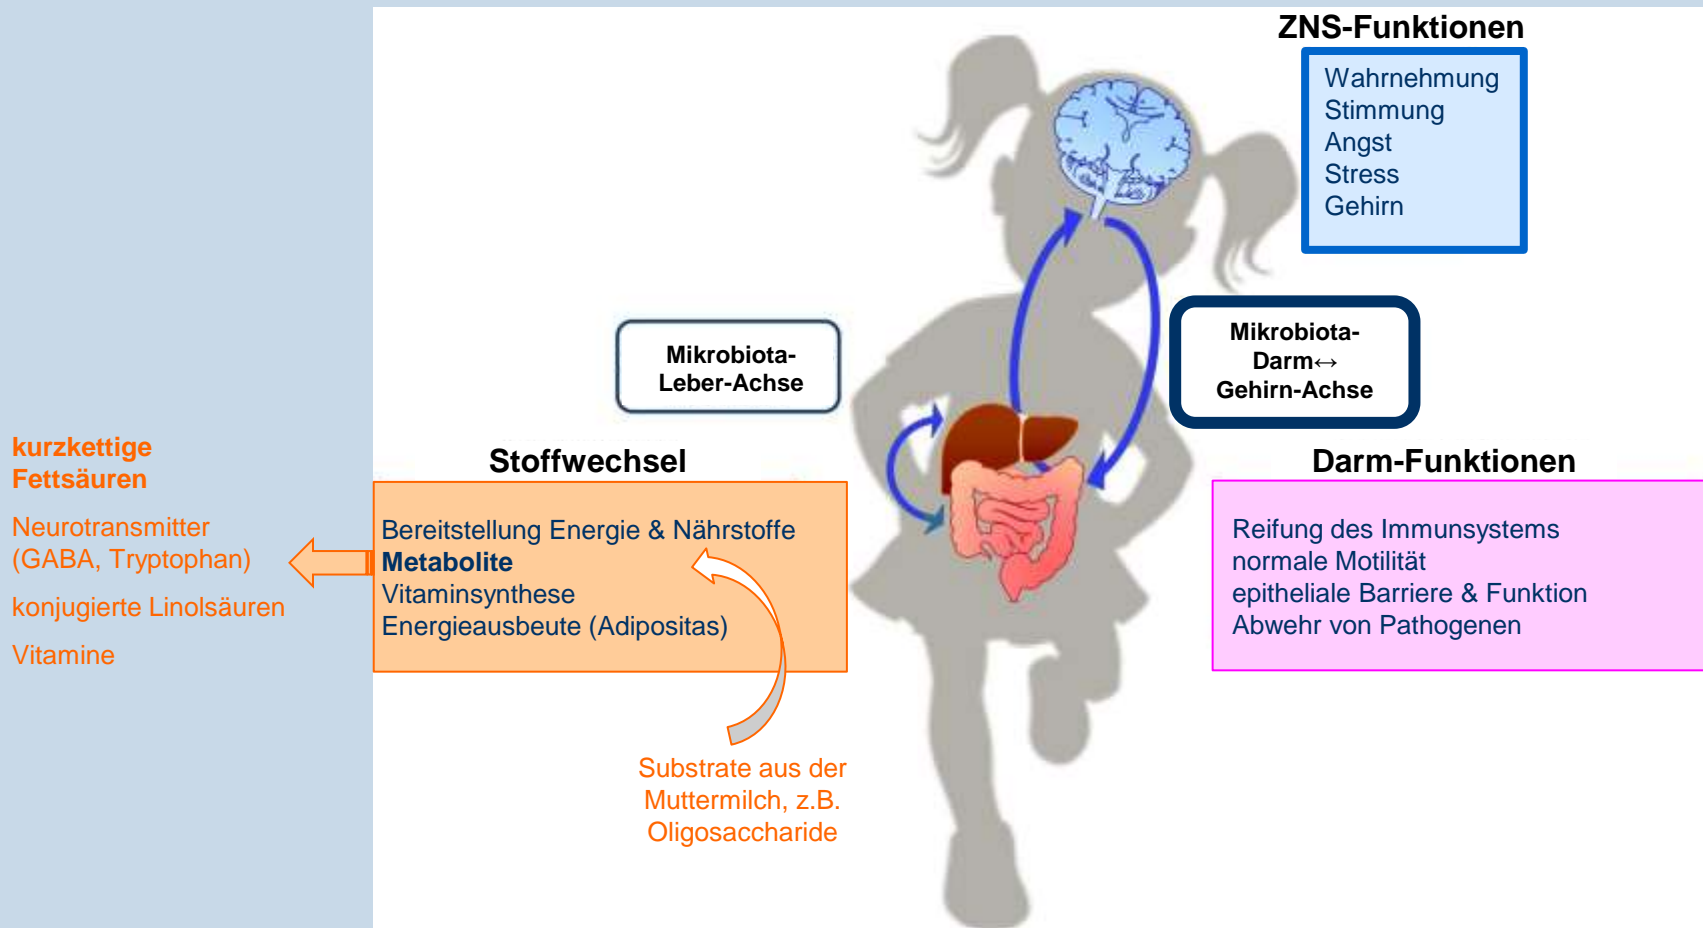 ZNS-Funktionen
Wahrnehmung
Stimmung
Angst
Stress
Gehirn
Mikrobiota-
Leber-Achse
Mikrobiota-
Darm↔
Gehirn-Achse
kurzkettige
Fettsäuren
Neurotransmitter
(GABA, Tryptophan)
konjugierte Linolsäuren
Vitamine
Stoffwechsel
Bereitstellung Energie & Nährstoffe
Metabolite
Vitaminsynthese
Energieausbeute (Adipositas)
Substrate aus der
Muttermilch, z.B.
Oligosaccharide
Darm-Funktionen
Reifung des Immunsystems
normale Motilität
epitheliale Barriere & Funktion
Abwehr von Pathogenen